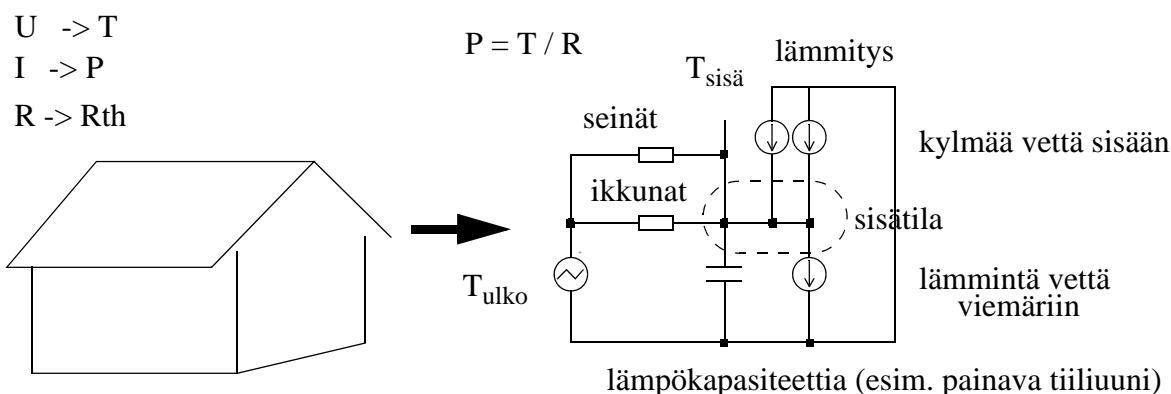 U -> T
I -> P
R -> Rth
P = T / R
lämmitys
Tsisä
seinät
kylmää vettä sisään
ikkunat
sisätila
Tulko
lämmintä vettä
viemäriin
lämpökapasiteettia (esim. painava tiiliuuni)